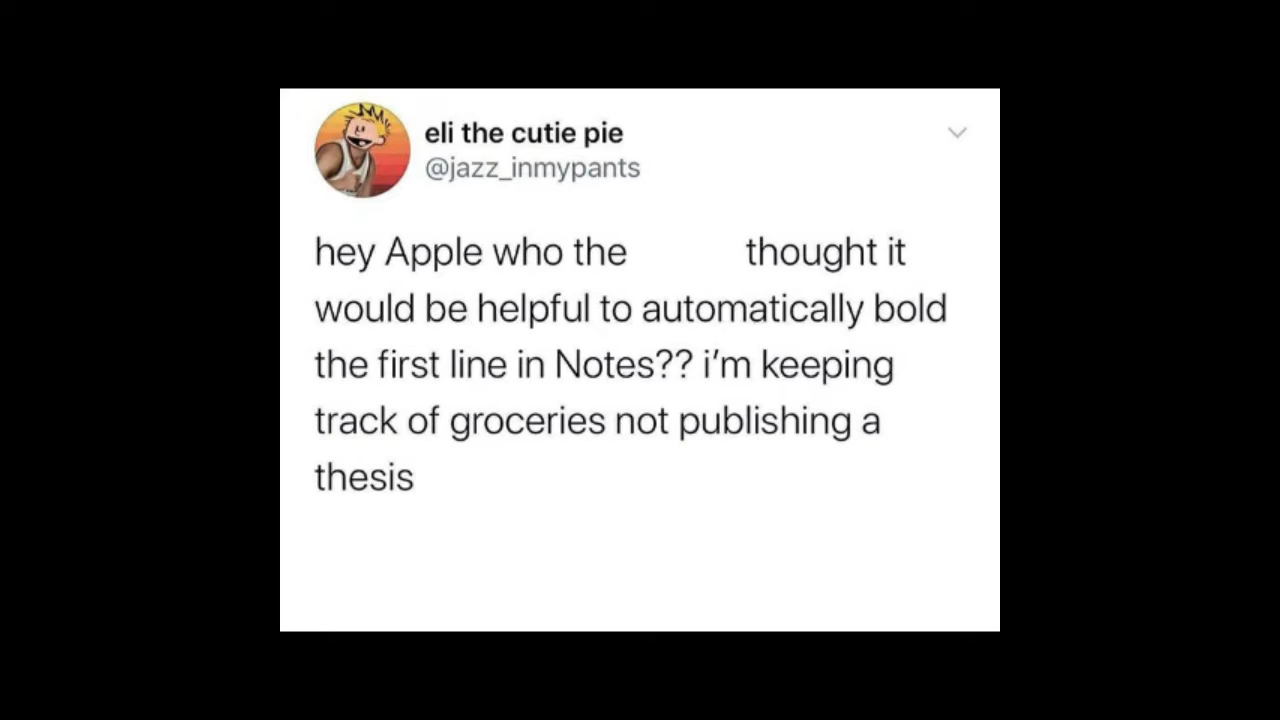 eli the cutie pie
@jazz_inmypants
hey Apple who the thought it
would be helpful to automatically bold
the first line in Notes?? i'm keeping
track of groceries not publishing a
thesis